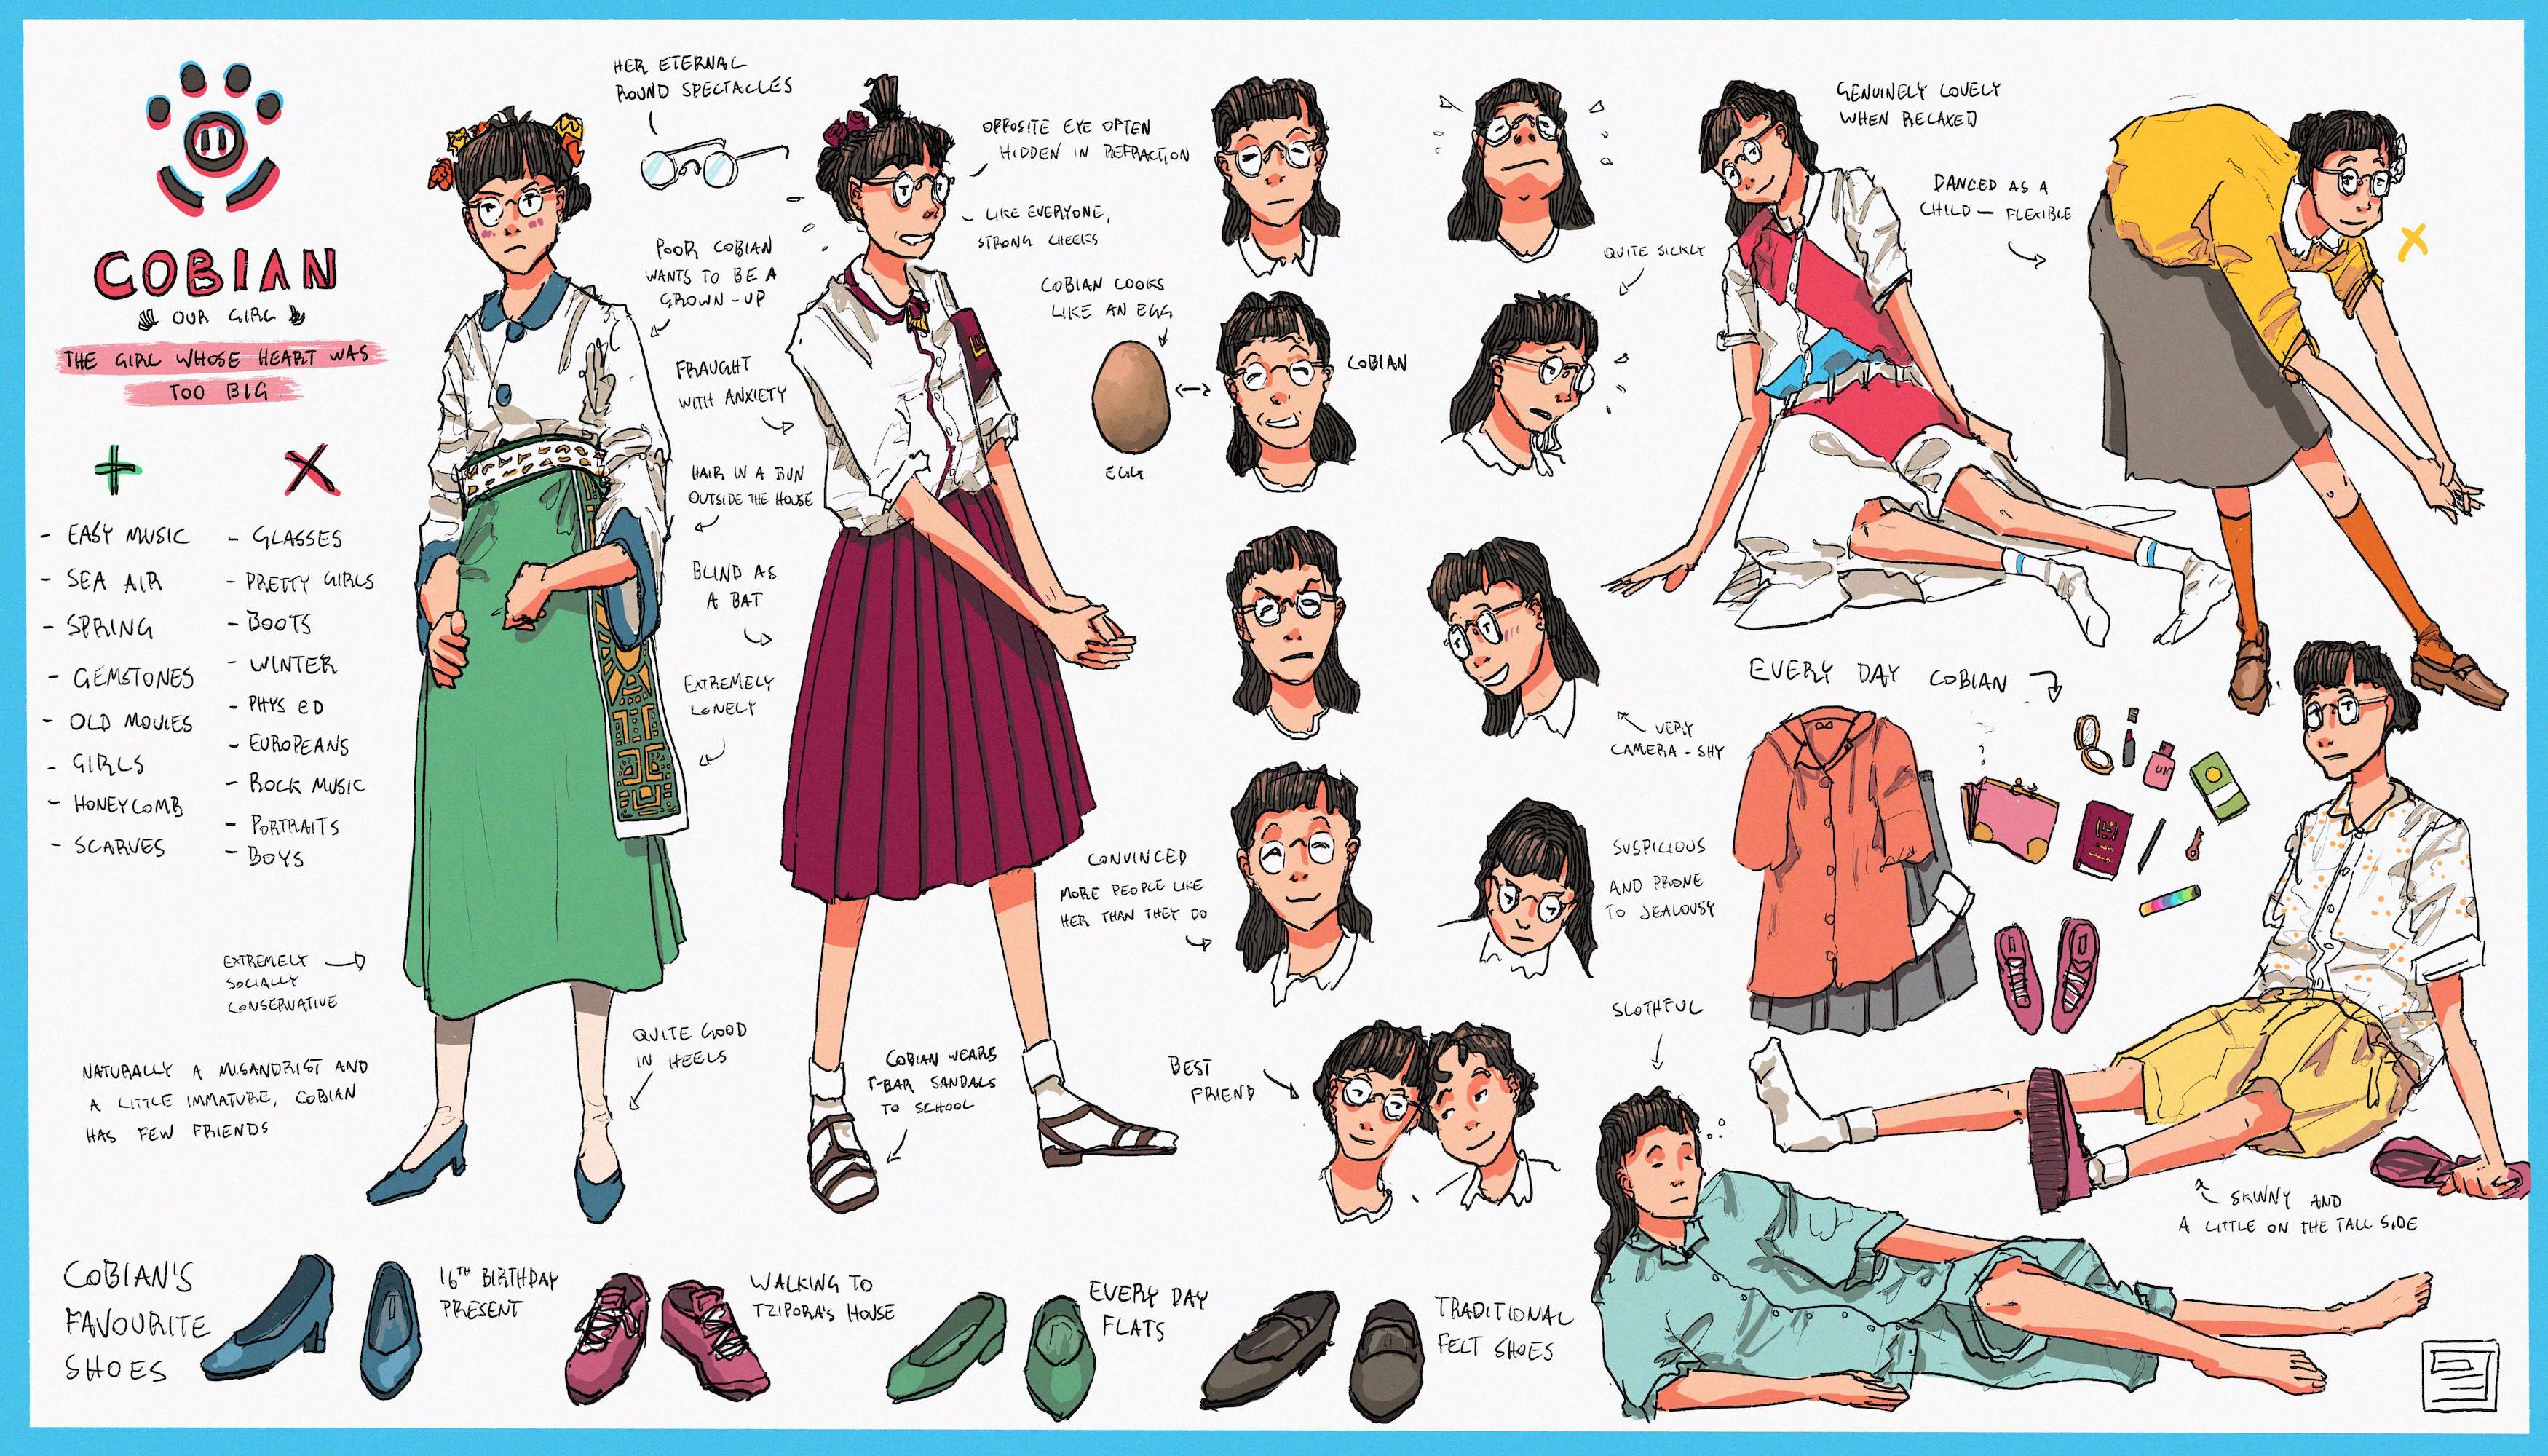 COBIAN
OUR GIRL
THE GIRL WHOSE HEART WAS
TOO BIG
+
X
- EASY MUSIC
- SEA AIR
- SPRING
- GEMSTONES
- OLD MOVIES
- GIRLS
- HONEYCOMB
- SCARVES
- GLASSES
- PRETTY GIRLS
- BOOTS
- WINTER
- PHYS ED
- EUROPEANS
- ROCK MUSIC
- PORTRAITS
- BOYS
EXTREMELY
SOCIALLY
CONSERVATIVE
NATURALLY A MISANDRIST AND
A LITTLE IMMATURE, COBIAN
HAS FEW FRIENDS
HER ETERNAL
ROUND SPECTACLES
POOR COBIAN
WANTS TO BE A
GROWN-UP
FRAUGHT
WITH ANXIETY
HAIR IN A BUN
OUTSIDE THE HOUSE
BLIND AS
A BAT
EXTREMELY
LONELY
QUITE GOOD
IN HEELS
OPPOSITE EYE OFTEN
HIDDEN IN REFRACTION
LIKE EVERYONE,
STRONG CHEEKS
COBIAN LOOKS
LIKE AN EGG
EGG
COBIAN
CONVINCED
MORE PEOPLE LIKE
HER THAN THEY DO
COBIAN WEARS
T-BAR SANDALS
TO SCHOOL
BEST
FRIEND
QUITE SICKLY
VERY
CAMERA-SHY
SUSPICIOUS
AND PRONE
TO JEALOUSY
SLOTHFUL
GENUINELY LOVELY
WHEN RELAXED
DANCED AS A
CHILD — FLEXIBLE
EVERY DAY COBIAN
SKINNY AND
A LITTLE ON THE TALL SIDE
COBIAN'S
FAVOURITE
SHOES
16TH BIRTHDAY
PRESENT
WALKING TO
TZIPORA'S HOUSE
EVERY DAY
FLATS
TRADITIONAL
FELT SHOES